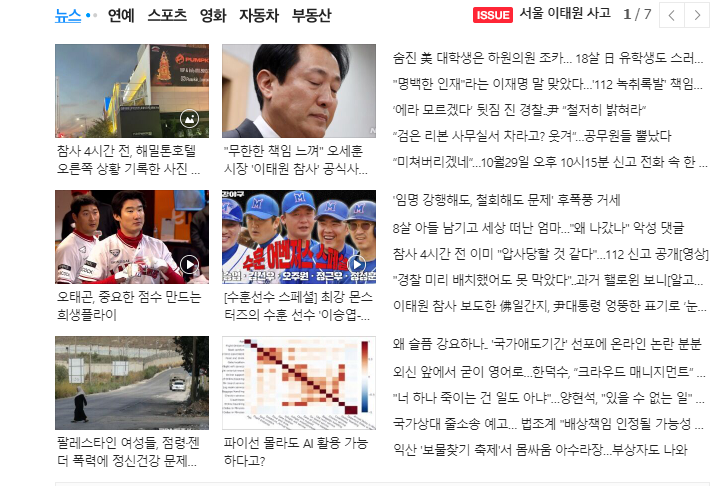 뉴스 연예 스포츠 영화 자동차 부동산
ISSUE 서울 이태원 사고 1 / 7
PUMPKIN
참사 4시간 전, 해밀톤호텔
오른쪽 상황 기록한 사진 ...
"무한한 책임 느껴" 오세훈
시장 '이태원 참사' 공식사...
오태곤, 중요한 점수 만드는
희생플라이
수훈 이벤져스 스페셜
[수훈선수 스페셜] 최강 몬스
터즈의 수훈 선수 '이승엽-...
팔레스타인 여성들, 점령·젠
더 폭력에 정신건강 문제...
파이선 몰라도 AI 활용 가능
하다고?
숨진 美 대학생은 하원의원 조카... 18살 日 유학생도 스러...
"명백한 인재"라는 이재명 말 맞았다...'112 녹취록발' 책임...
'에라 모르겠다' 뒷짐 진 경찰.尹 "철저히 밝혀라"
"검은 리본 사무실서 차라고? 웃겨"...공무원들 뿔났다
"미쳐버리겠네"...10월29일 오후 10시15분 신고 전화 속 한 ...
'임명 강행해도, 철회해도 문제' 후폭풍 거세
8살 아들 남기고 세상 떠난 엄마..."왜 나갔나" 악성 댓글
참사 4시간 전 이미 "압사당할 것 같다"...112 신고 공개[영상]
"경찰 미리 배치했어도 못 막았다"..과거 핼로윈 보니[알고...
이태원 참사 보도한 佛일간지, 尹대통령 엉뚱한 표기로 '눈...
왜 슬픔 강요하나.. '국가애도기간' 선포에 온라인 논란 분분
외신 앞에서 굳이 영어로...한덕수, "크라우드 매니지먼트" ...
"너 하나 죽이는 건 일도 아냐"...양현석, "있을 수 없는 일" ...
국가상대 줄소송 예고... 법조계 "배상책임 인정될 가능성 ...
익산 '보물찾기 축제'서 몸싸움 아수라장...부상자도 나와